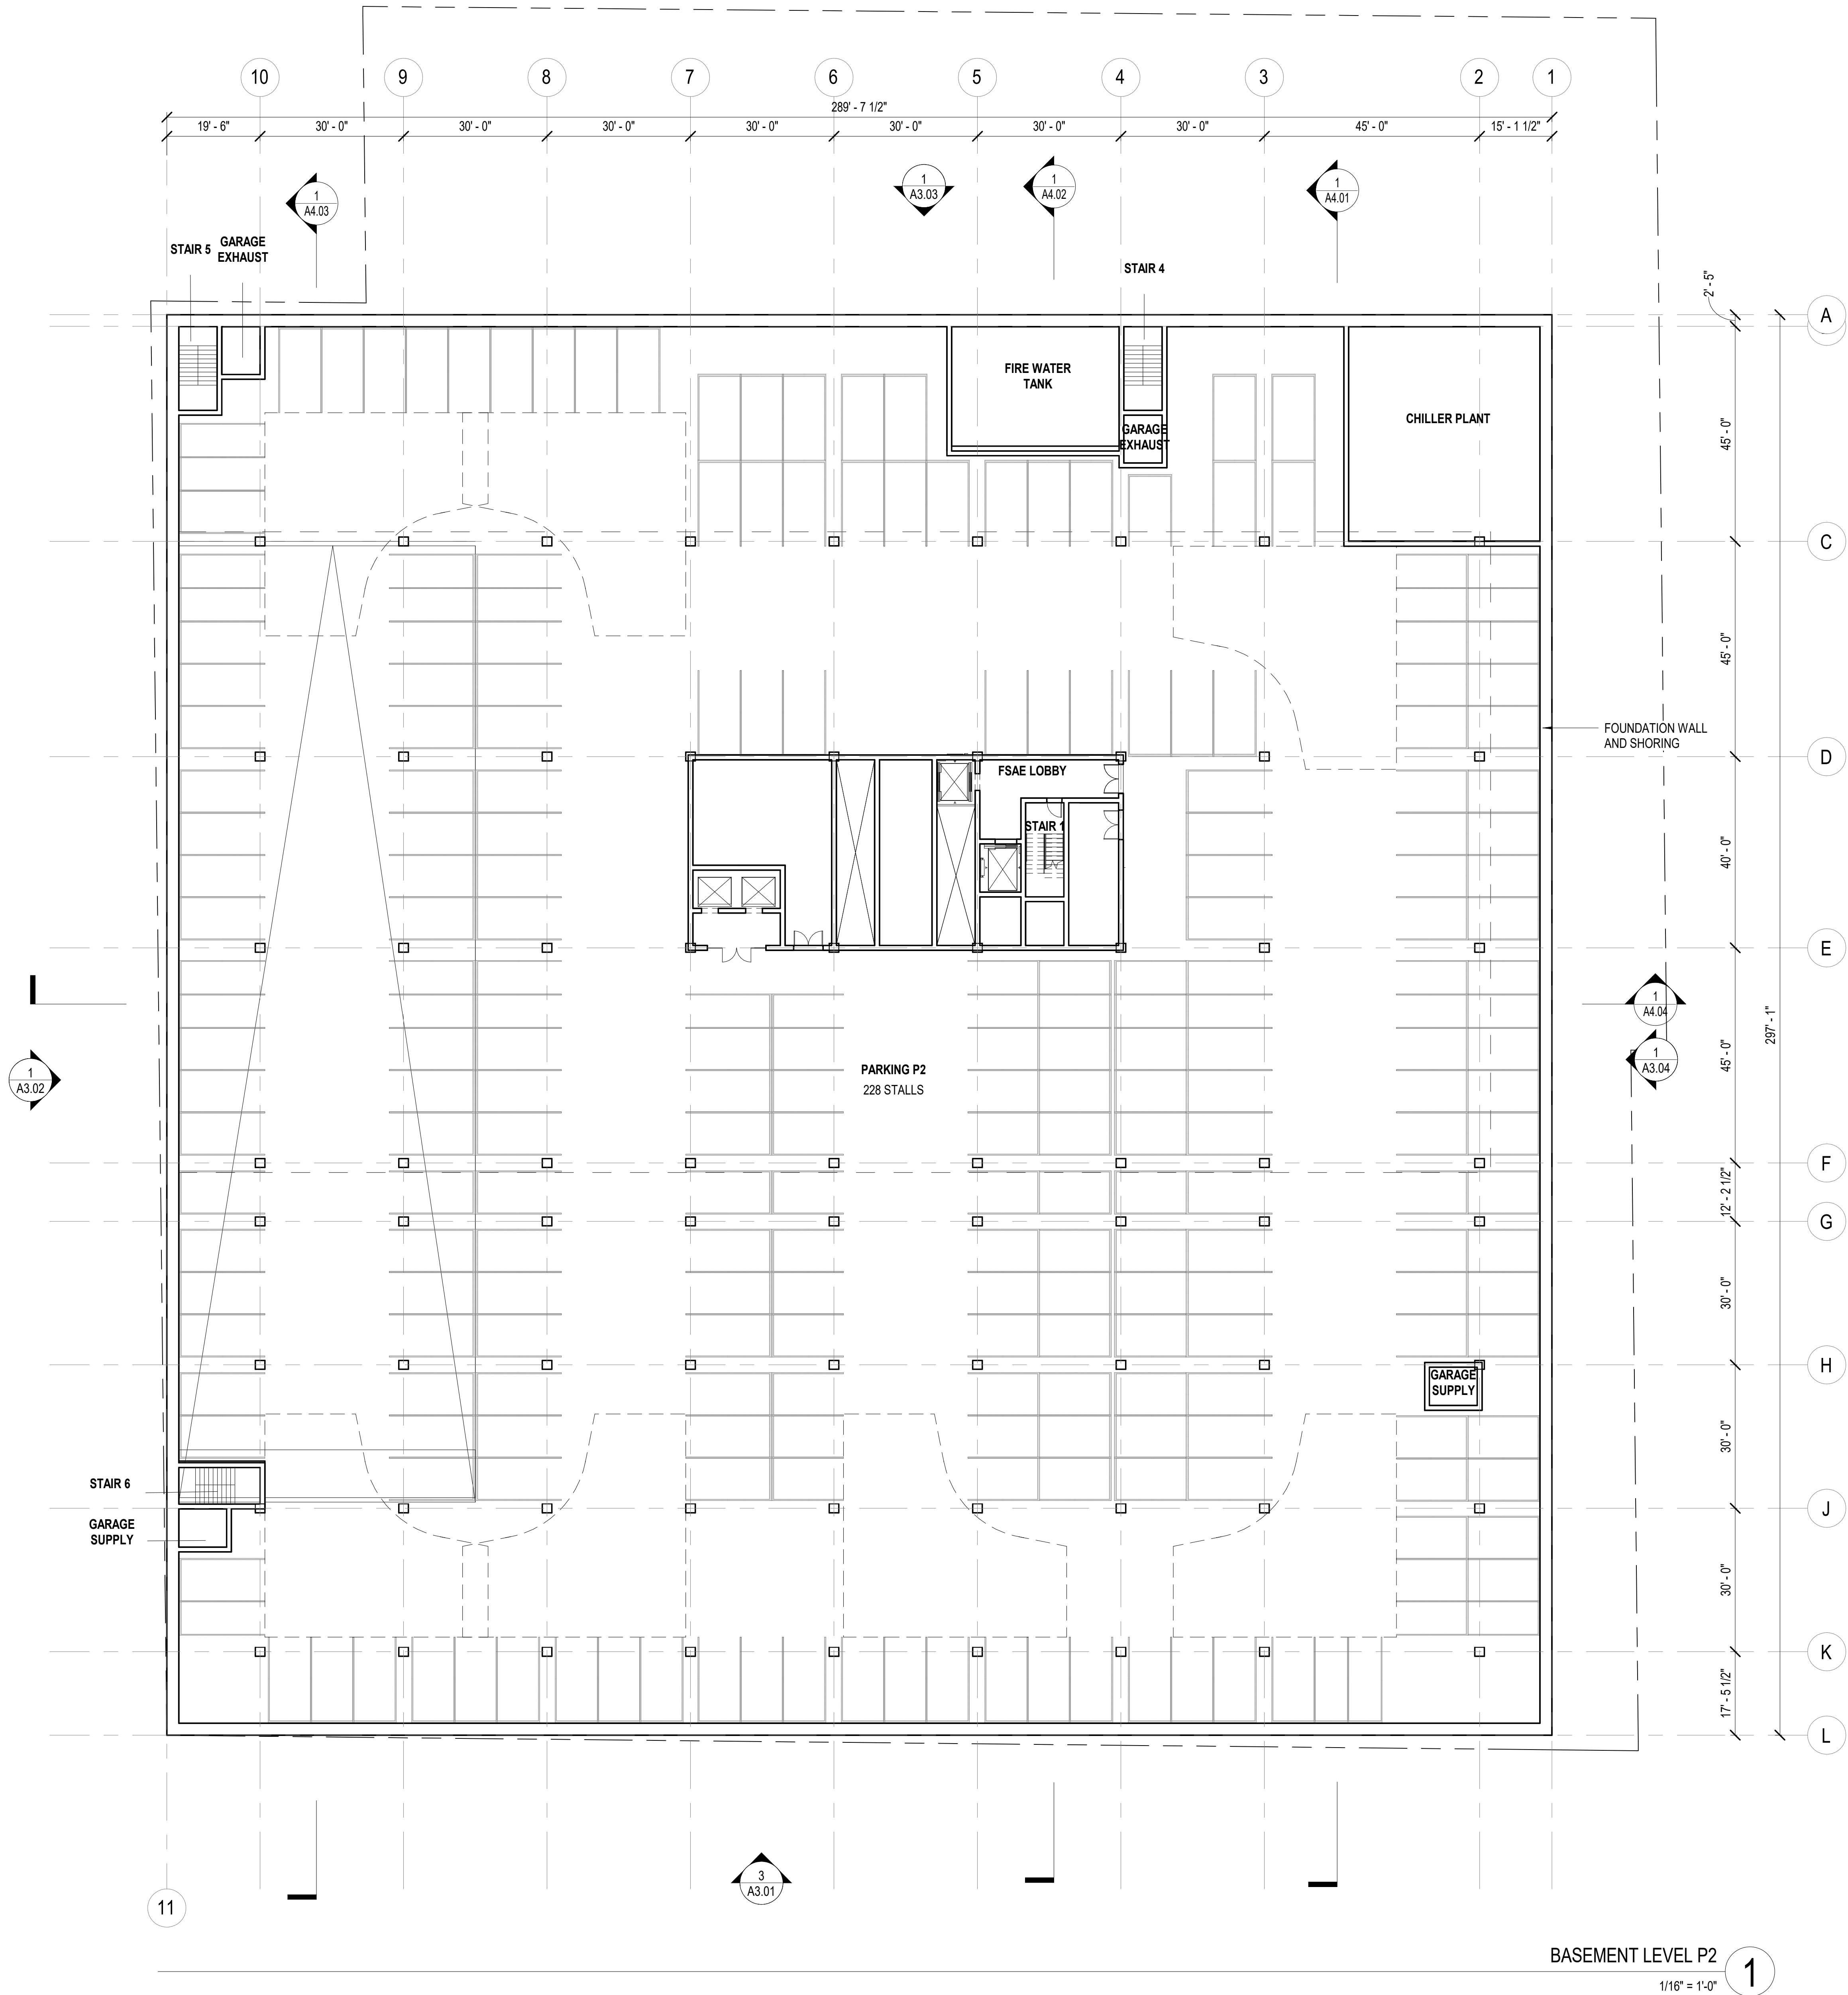 10
9
8
7
6
5
4
3
2
1
289' - 7 1/2"
19' - 6"
30' - 0"
30' - 0"
30' - 0"
30' - 0"
30' - 0"
30' - 0"
30' - 0"
45' - 0"
15' - 1 1/2"
1
A4.03
1
A3.03
1
A4.02
1
A4.01
STAIR 5
GARAGE
EXHAUST
STAIR 4
2' - 5"
A
FIRE WATER
TANK
GARAGE
EXHAUST
CHILLER PLANT
45' - 0"
C
45' - 0"
FOUNDATION WALL
AND SHORING
D
FSAE LOBBY
STAIR 1
40' - 0"
E
1
A4.04
297' - 1"
45' - 0"
1
A3.04
1
A3.02
PARKING P2
228 STALLS
F
12' - 2 1/2"
G
30' - 0"
H
GARAGE
SUPPLY
30' - 0"
STAIR 6
J
GARAGE
SUPPLY
30' - 0"
K
17' - 5 1/2"
L
3
A3.01
11
BASEMENT LEVEL P2
1
1/16" = 1'-0"